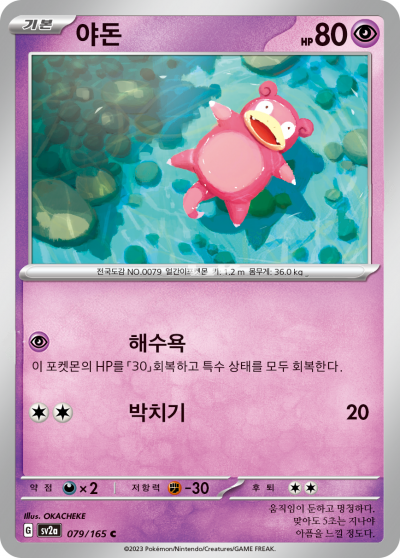 기본 야돈 HP 80
전국도감 NO.0079 얼간이포켓몬 키: 1.2 m 몸무게: 36.0 kg
해수욕
이 포켓몬의 HP를 「30」 회복하고 특수 상태를 모두 회복한다.
박치기 20
약점 ×2 저항력 -30 후퇴
Illus. OKACHEKE
G sv2a 079/165 C
움직임이 둔하고 멍청하다.
맞아도 5초는 지나야
아픔을 느낄 정도다.
©2023 Pokémon/Nintendo/Creatures/GAME FREAK.